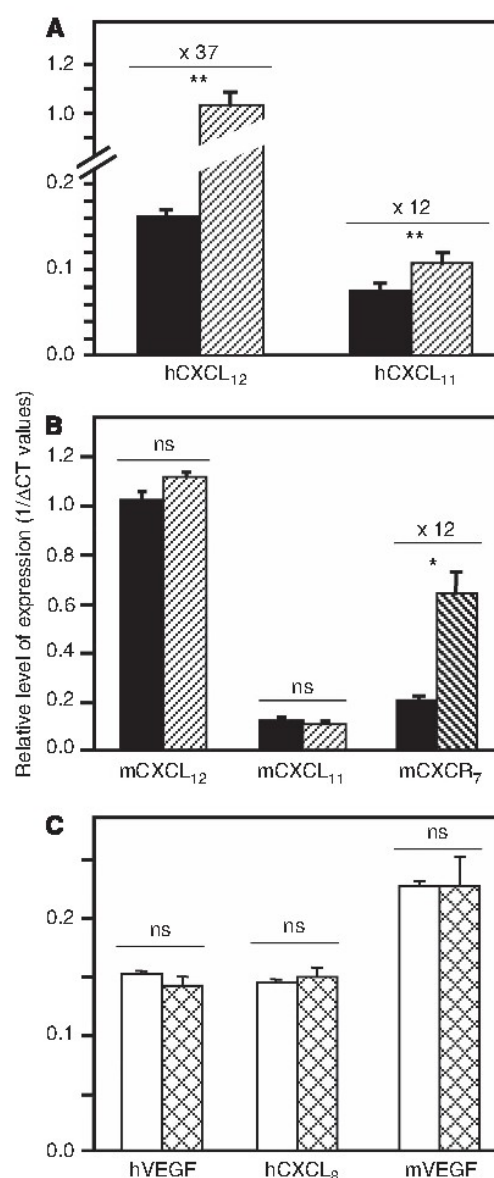 A
x 37
**
1.2
1.0
0.2
x 12
**
0.1
0.0
hCXCL₁₂ hCXCL₁₁
Relative level of expression (1/ΔCT values)
B
ns
1.2
1.0
x 12
*
0.8
0.6
0.4
ns
0.2
0.0
mCXCL₁₂ mCXCL₁₁ mCXCR₇
C
ns
0.2
ns ns
0.1
0.0
hVEGF hCXCL₈ mVEGF